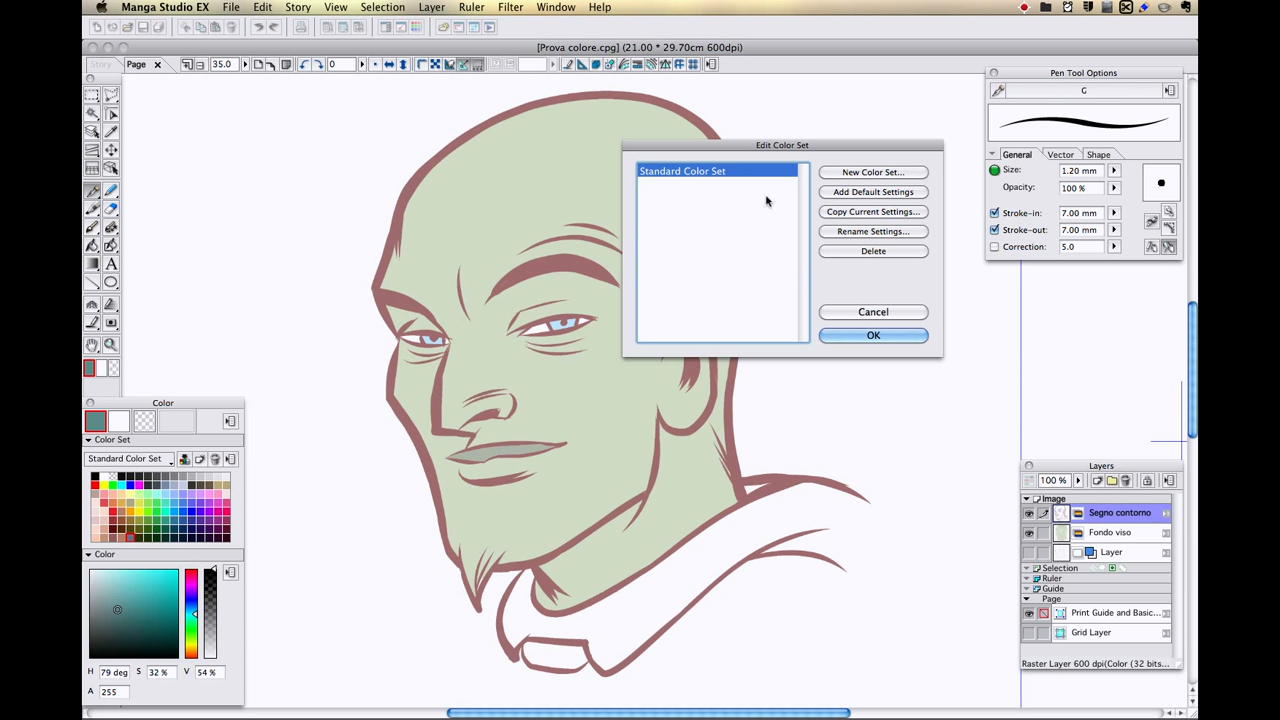 Manga Studio EX File Edit Story View Selection Layer Ruler Filter Window Help
[Prova colore.cpg] (21.00 * 29.70cm 600dpi)
Story Page 35.0 0
Pen Tool Options
G
General Vector Shape
Size: 1.20 mm
Opacity: 100 %
Stroke-in: 7.00 mm
Stroke-out: 7.00 mm
Correction: 5.0
Edit Color Set
Standard Color Set
New Color Set...
Add Default Settings
Copy Current Settings...
Rename Settings...
Delete
Cancel
OK
Color
Color Set
Standard Color Set
Color
H 79 deg S 32 % V 54 %
A 255
Layers
100 %
Image
Segno contorno
Fondo viso
Layer
Selection
Ruler
Guide
Page
Print Guide and Basic...
Grid Layer
Raster Layer 600 dpi(Color (32 bits...